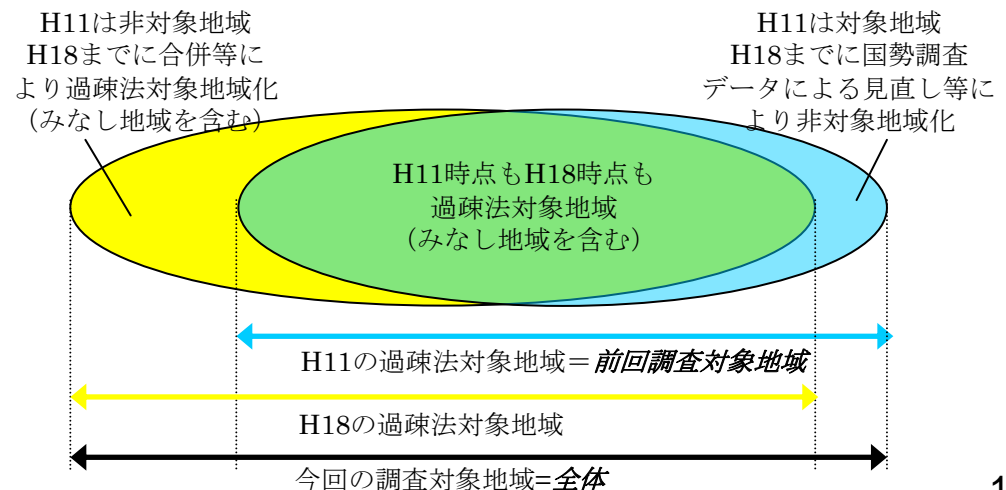 H11は非対象地域
H18までに合併等に
より過疎法対象地域化
（みなし地域を含む）
H11は対象地域
H18までに国勢調査
データによる見直し等に
より非対象地域化
H11時点もH18時点も
過疎法対象地域
（みなし地域を含む）
H11の過疎法対象地域＝前回調査対象地域
H18の過疎法対象地域
今回の調査対象地域=全体
1